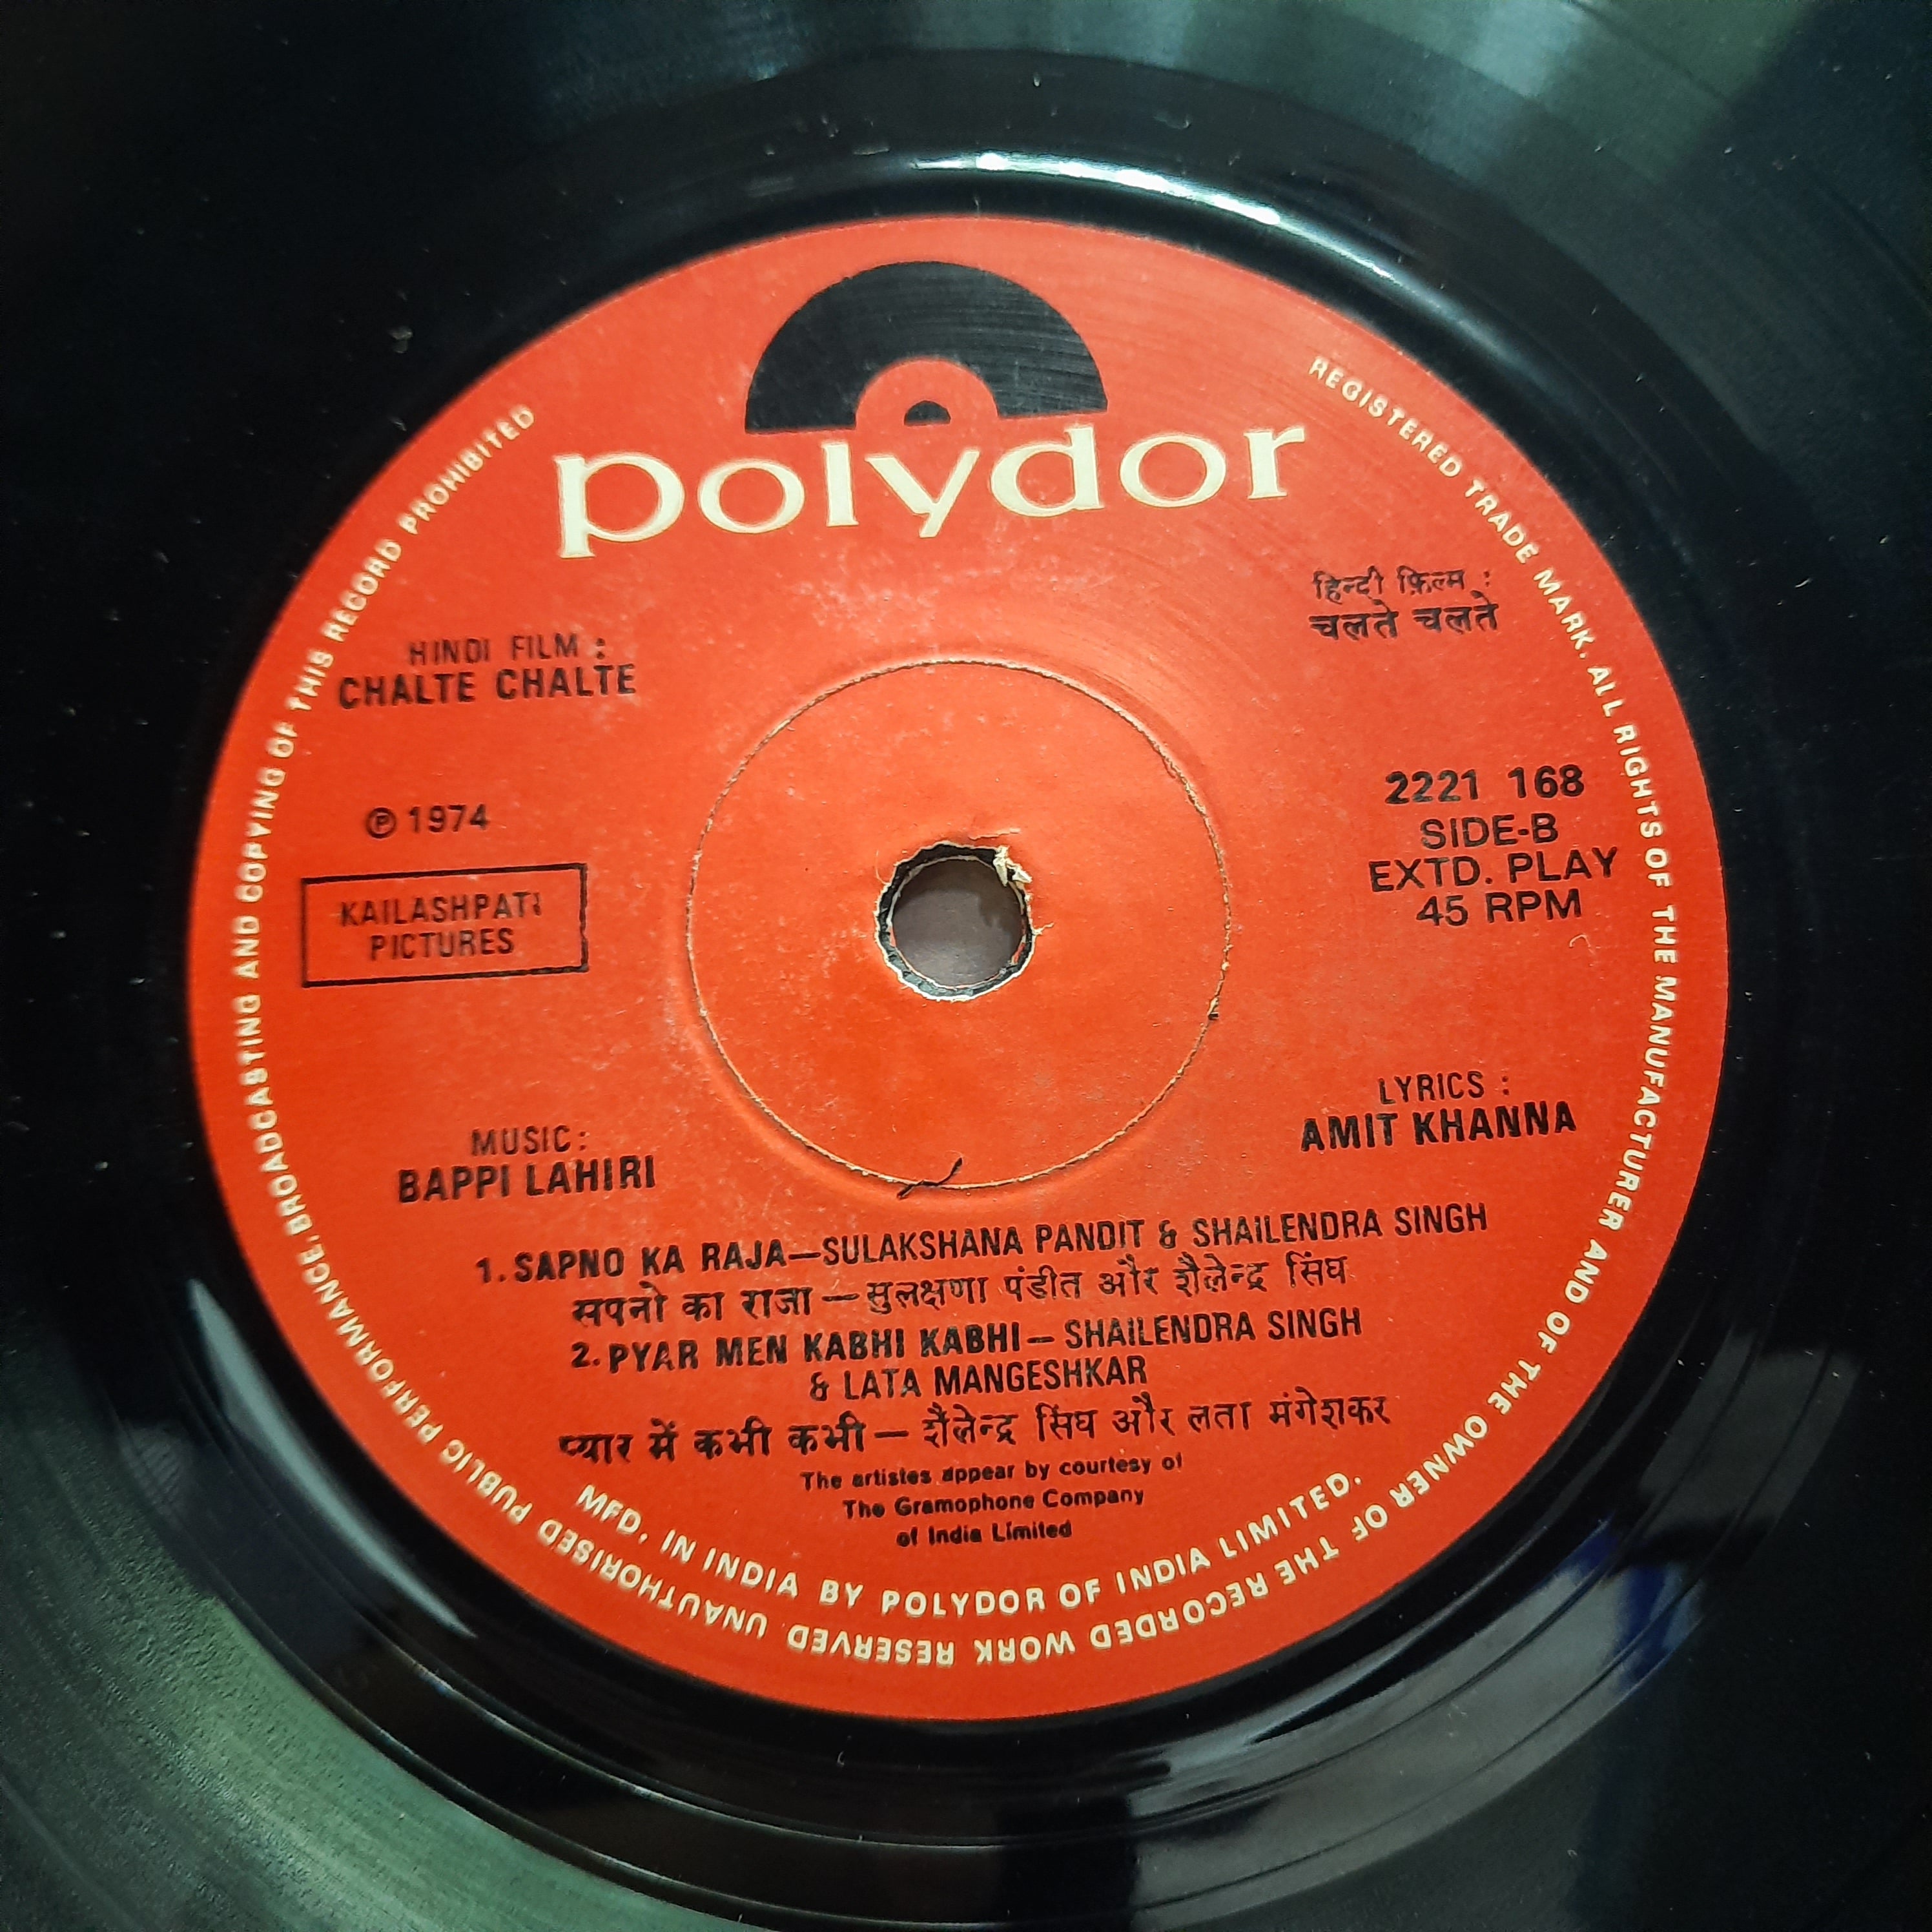 polydor
HINDI FILM :
CHALTE CHALTE
हिन्दी फ़िल्म :
चलते चलते
℗ 1974
KAILASHPATI
PICTURES
2221 168
SIDE-B
EXTD. PLAY
45 RPM
MUSIC:
BAPPI LAHIRI
LYRICS :
AMIT KHANNA
1. SAPNO KA RAJA—SULAKSHANA PANDIT & SHAILENDRA SINGH
सपनो का राजा—सुलक्षणा पंडीत और शैलेन्द्र सिंघ
2. PYAR MEN KABHI KABHI— SHAILENDRA SINGH
& LATA MANGESHKAR
प्यार में कभी कभी— शैलेन्द्र सिंघ और लता मंगेशकर
The artistes appear by courtesy of
The Gramophone Company
of India Limited
MFD. IN INDIA BY POLYDOR OF INDIA LIMITED.
REGISTERED TRADE MARK. ALL RIGHTS OF THE MANUFACTURER AND OF THE OWNER OF THE RECORDED WORK RESERVED. UNAUTHORISED PUBLIC PERFORMANCE, BROADCASTING AND COPYING OF THIS RECORD PROHIBITED